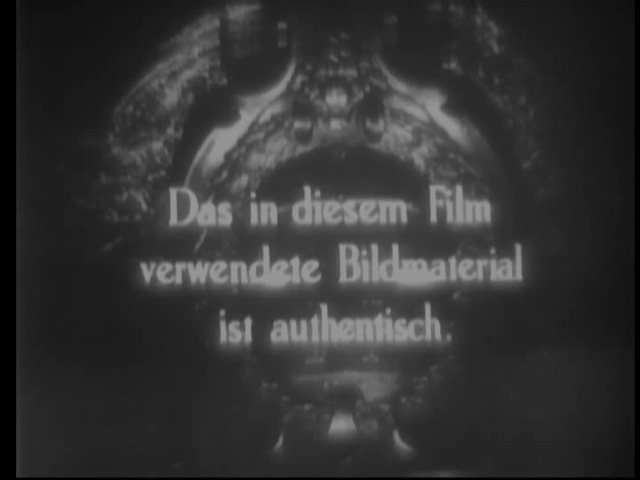 Das in diesem Film
verwendete Bildmaterial
ist authentisch.